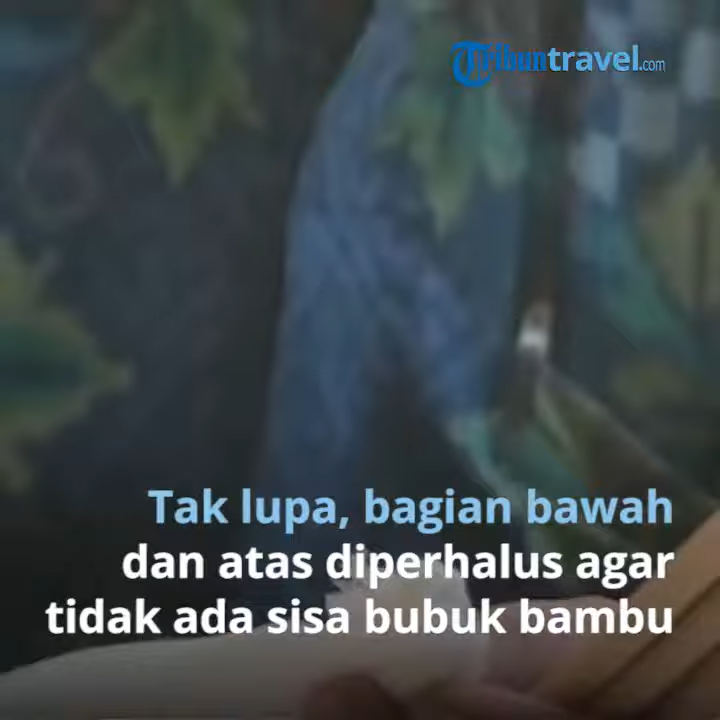 Tribuntravel.com
Tak lupa, bagian bawah
dan atas diperhalus agar
tidak ada sisa bubuk bambu